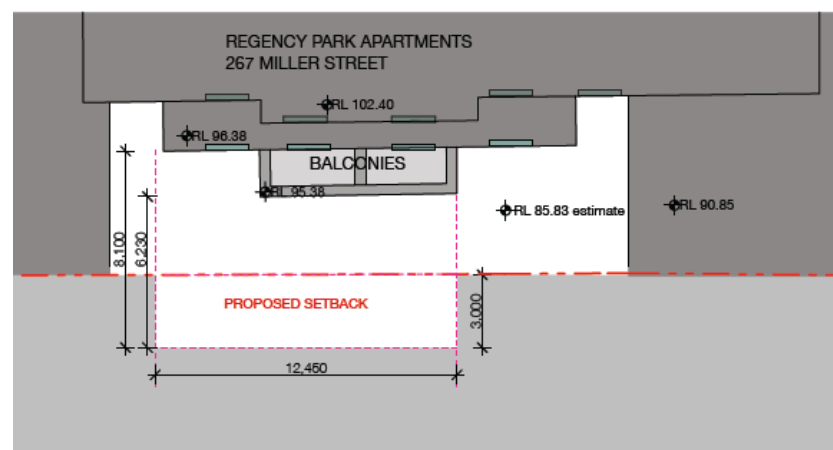 REGENCY PARK APARTMENTS
267 MILLER STREET
RL 102.40
RL 96.38
BALCONIES
RL 95.38
RL 85.83 estimate
RL 90.85
8,100
6,230
PROPOSED SETBACK
3,000
12,450